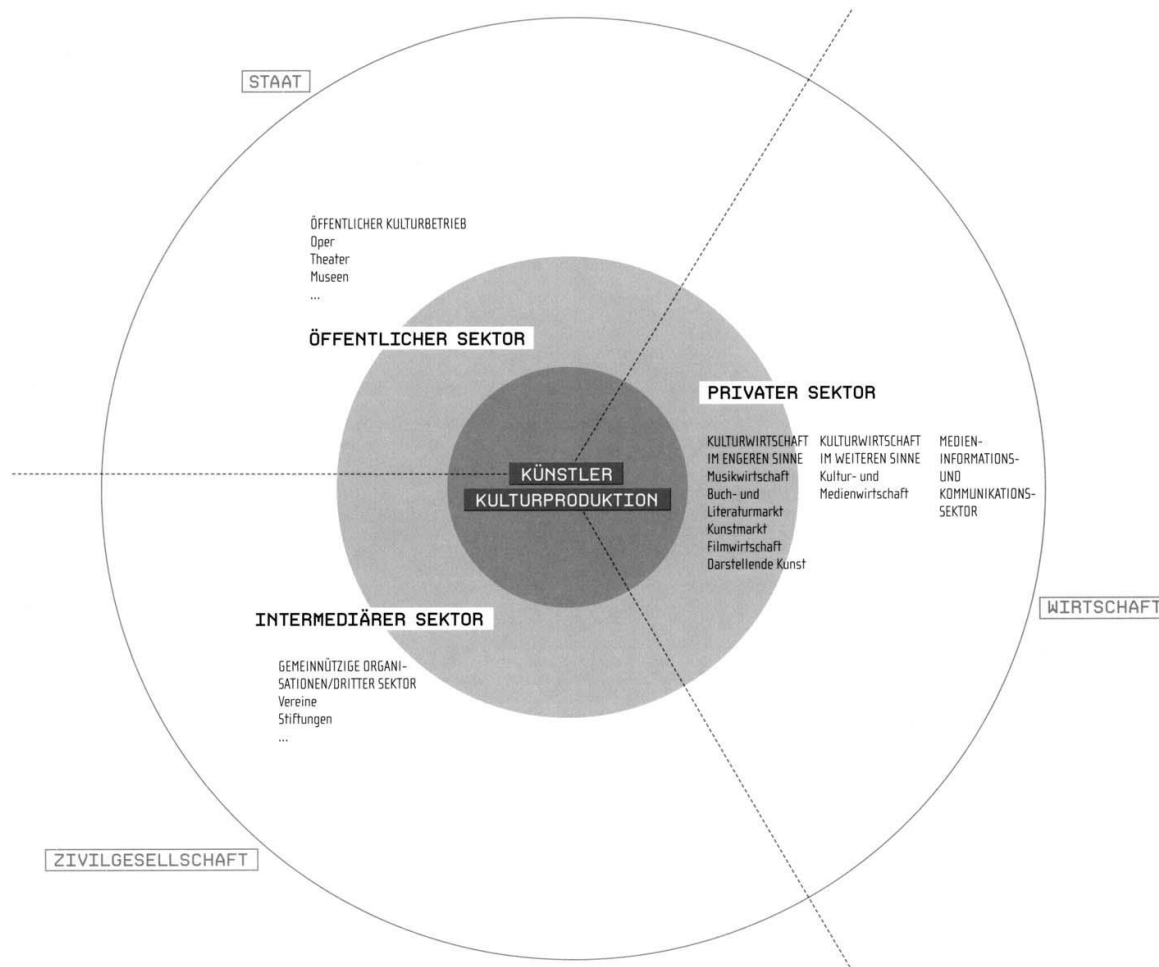 STAAT
ÖFFENTLICHER KULTURBETRIEB
Oper
Theater
Museen
...
ÖFFENTLICHER SEKTOR
PRIVATER SEKTOR
KULTURWIRTSCHAFT
IM ENGEREN SINNE
Musikwirtschaft
Buch- und
Literaturmarkt
Kunstmarkt
Filmwirtschaft
Darstellende Kunst
KULTURWIRTSCHAFT
IM WEITEREN SINNE
Kultur- und
Medienwirtschaft
MEDIEN-
INFORMATIONS-
UND
KOMMUNIKATIONS-
SEKTOR
KÜNSTLER
KULTURPRODUKTION
WIRTSCHAFT
INTERMEDIÄRER SEKTOR
GEMEINNÜTZIGE ORGANI-
SATIONEN/DRITTER SEKTOR
Vereine
Stiftungen
...
ZIVILGESELLSCHAFT